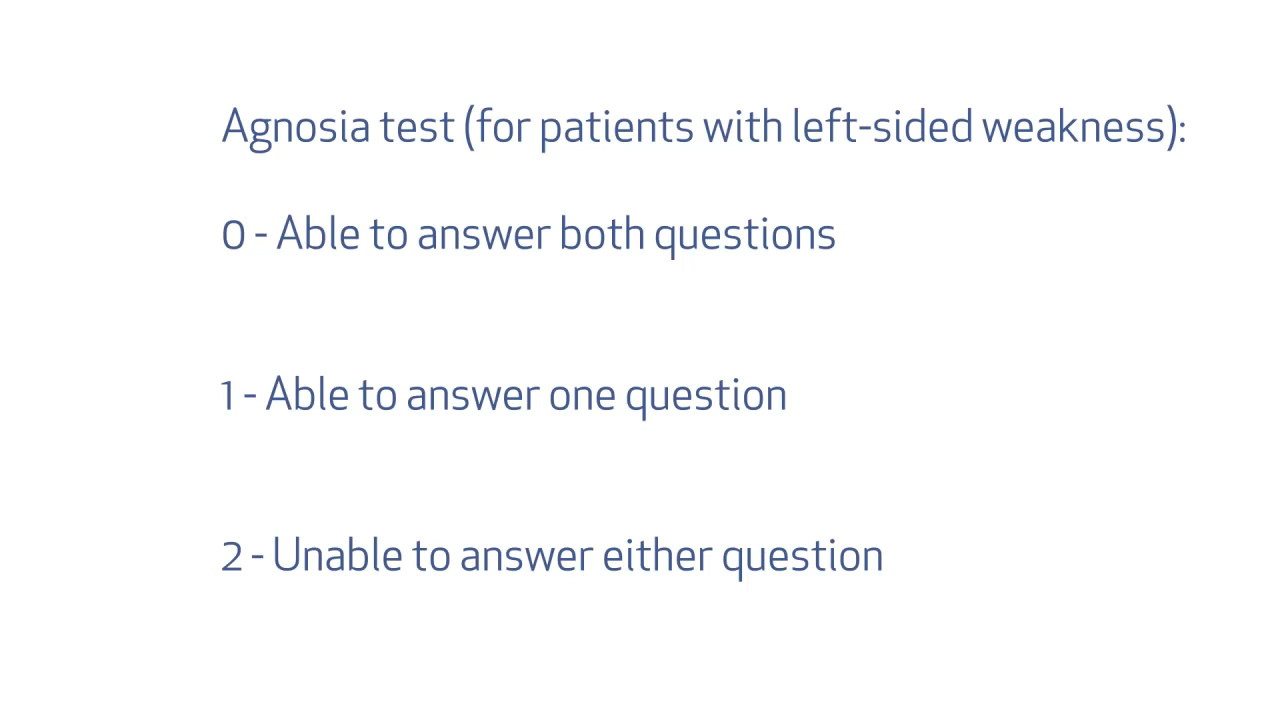 Agnosia test (for patients with left-sided weakness):
0 - Able to answer both questions
1 - Able to answer one question
2 - Unable to answer either question